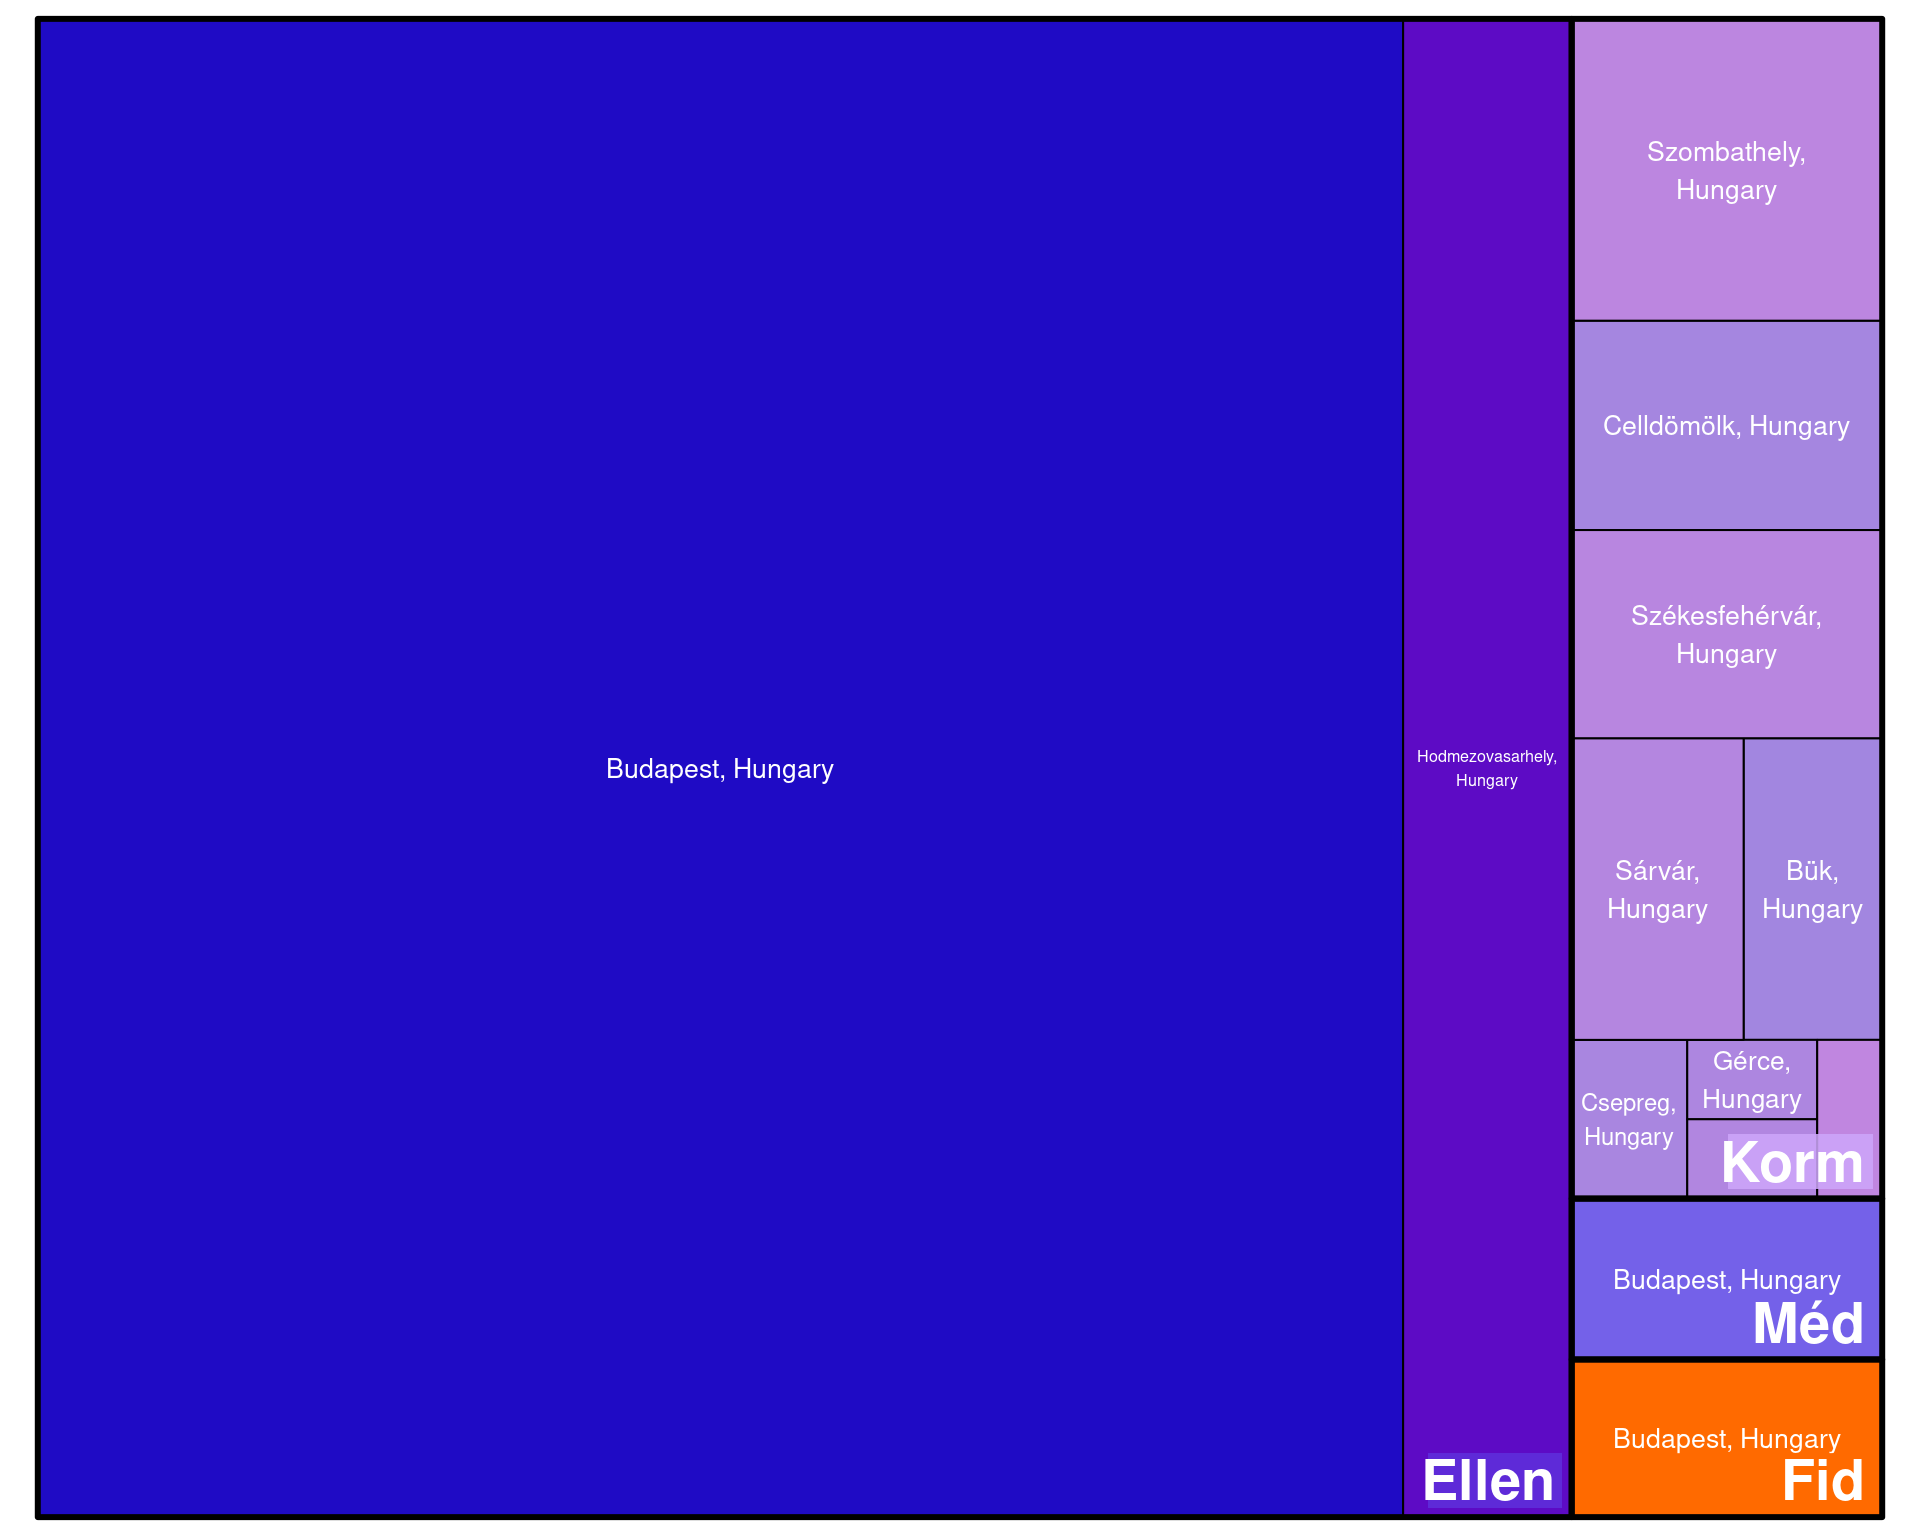 Budapest, Hungary
Hodmezovasarhely,
Hungary
Ellen
Szombathely,
Hungary
Celldömölk, Hungary
Székesfehérvár,
Hungary
Sárvár,
Hungary
Bük,
Hungary
Csepreg,
Hungary
Gérce,
Hungary
Korm
Budapest, Hungary
Méd
Budapest, Hungary
Fid